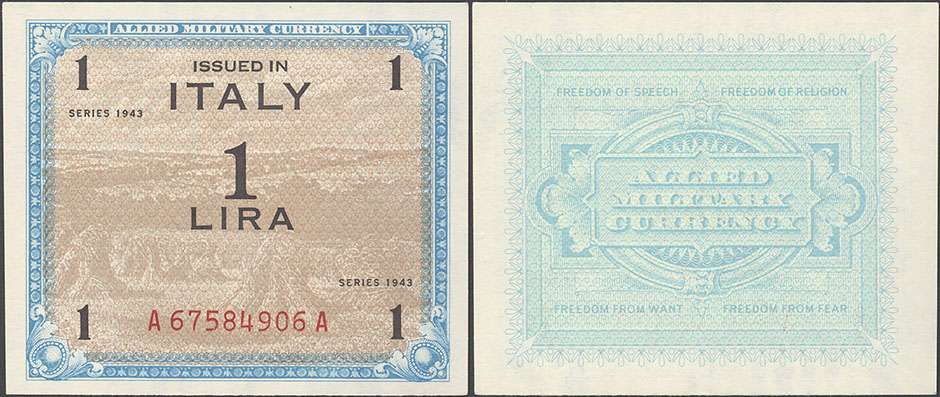 ALLIED MILITARY CURRENCY
1 ISSUED IN 1
ITALY
SERIES 1943
1
LIRA
SERIES 1943
1 A 67584906 A 1
FREEDOM OF SPEECH FREEDOM OF RELIGION
ALLIED
MILITARY
CURRENCY
FREEDOM FROM WANT FREEDOM FROM FEAR